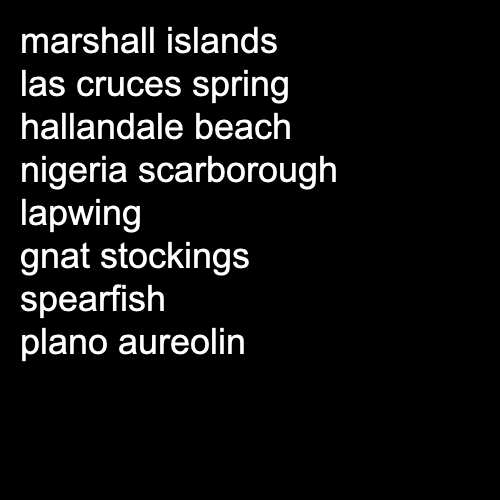 marshall islands
las cruces spring
hallandale beach
nigeria scarborough
lapwing
gnat stockings
spearfish
plano aureolin